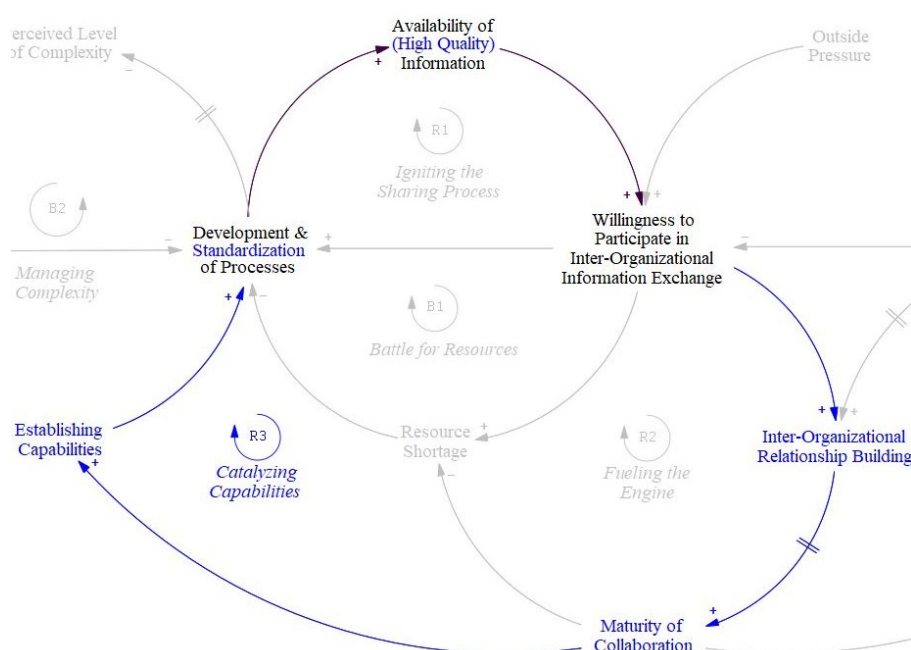 Availability of
(High Quality)
Information
erceived Level
of Complexity
Outside
Pressure
R1
Igniting the
Sharing Process
B2
Managing
Complexity
Development &
Standardization
of Processes
Willingness to
Participate in
Inter-Organizational
Information Exchange
B1
Battle for Resources
Establishing
Capabilities
R3
Catalyzing
Capabilities
Resource
Shortage
R2
Fueling the
Engine
Inter-Organizational
Relationship Building
Maturity of
Collaboration